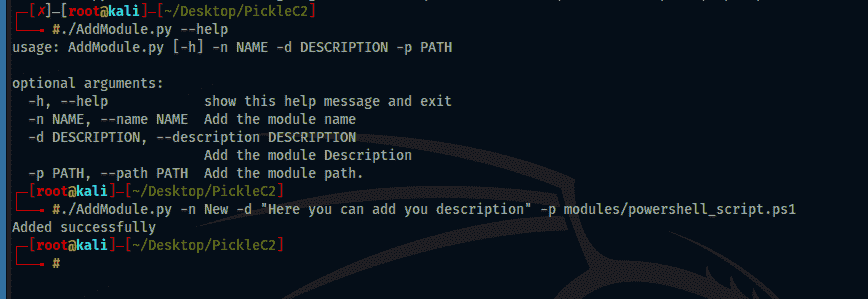 ┌─[✗]─[root@kali]─[~/Desktop/PickleC2]
└──╼ #./AddModule.py --help
usage: AddModule.py [-h] -n NAME -d DESCRIPTION -p PATH
optional arguments:
-h, --help show this help message and exit
-n NAME, --name NAME Add the module name
-d DESCRIPTION, --description DESCRIPTION
Add the module Description
-p PATH, --path PATH Add the module path.
┌─[root@kali]─[~/Desktop/PickleC2]
└──╼ #./AddModule.py -n New -d "Here you can add you description" -p modules/powershell_script.ps1
Added successfully
┌─[root@kali]─[~/Desktop/PickleC2]
└──╼ #